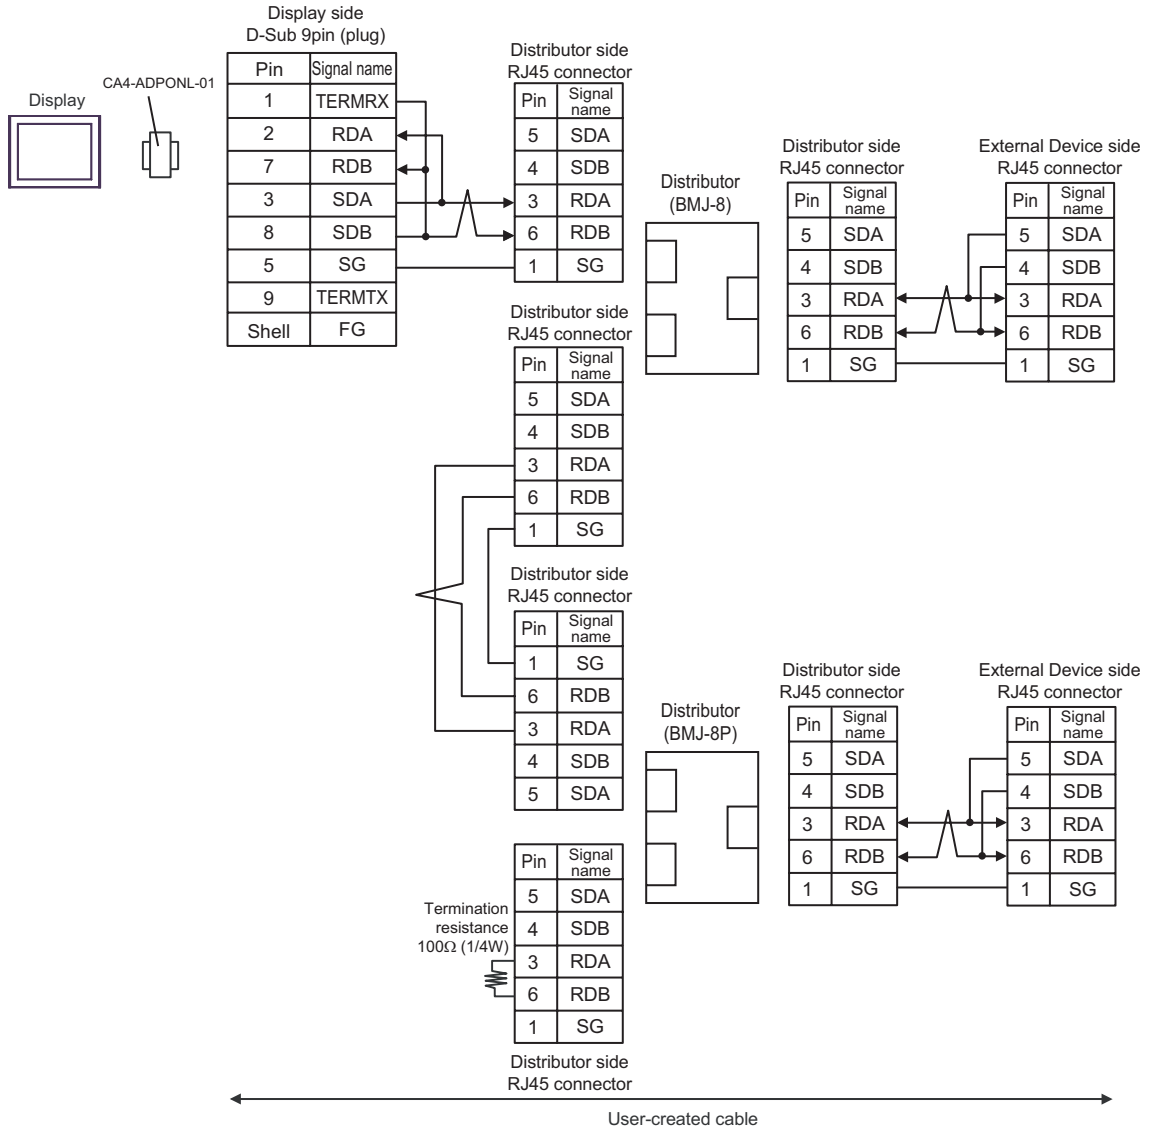 Display side
D-Sub 9pin (plug)
Pin Signal name
1 TERMRX
2 RDA
7 RDB
3 SDA
8 SDB
5 SG
9 TERMTX
Shell FG
CA4-ADPONL-01
Display
Distributor side
RJ45 connector
Pin Signal
name
5 SDA
4 SDB
3 RDA
6 RDB
1 SG
Distributor
(BMJ-8)
Distributor side
RJ45 connector
Pin Signal
name
5 SDA
4 SDB
3 RDA
6 RDB
1 SG
External Device side
RJ45 connector
Pin Signal
name
5 SDA
4 SDB
3 RDA
6 RDB
1 SG
Distributor side
RJ45 connector
Pin Signal
name
5 SDA
4 SDB
3 RDA
6 RDB
1 SG
Distributor side
RJ45 connector
Pin Signal
name
1 SG
6 RDB
3 RDA
4 SDB
5 SDA
Distributor
(BMJ-8P)
Distributor side
RJ45 connector
Pin Signal
name
5 SDA
4 SDB
3 RDA
6 RDB
1 SG
External Device side
RJ45 connector
Pin Signal
name
5 SDA
4 SDB
3 RDA
6 RDB
1 SG
Termination
resistance
100Ω (1/4W)
Pin Signal
name
5 SDA
4 SDB
3 RDA
6 RDB
1 SG
Distributor side
RJ45 connector
User-created cable